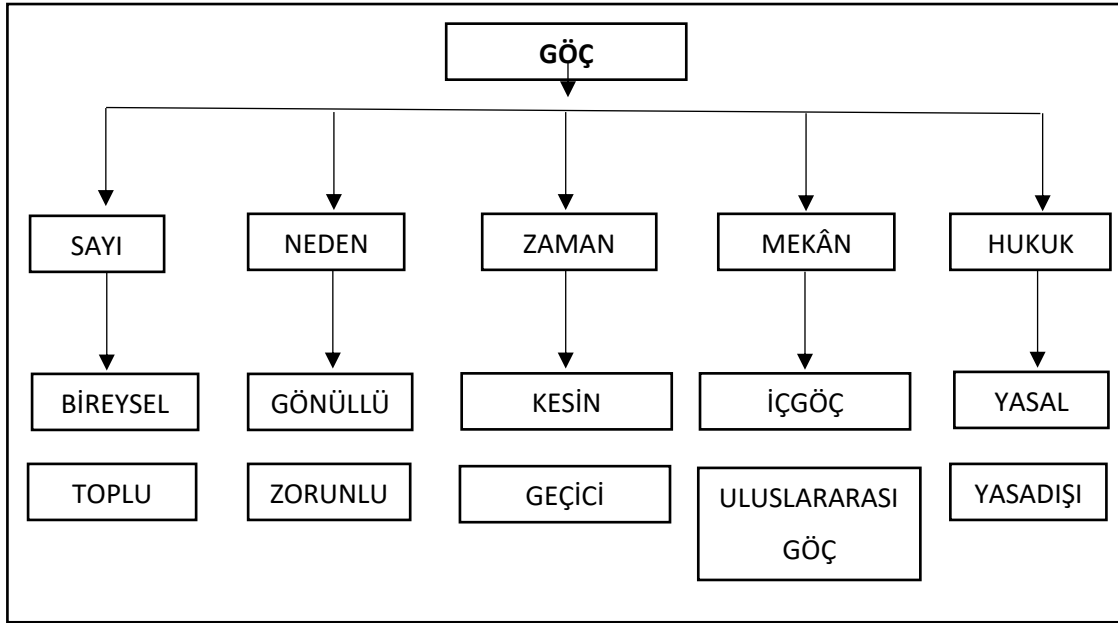 GÖÇ
SAYI
NEDEN
ZAMAN
MEKÂN
HUKUK
BİREYSEL
GÖNÜLLÜ
KESİN
İÇGÖÇ
YASAL
TOPLU
ZORUNLU
GEÇİCİ
ULUSLARARASI
GÖÇ
YASADIŞI